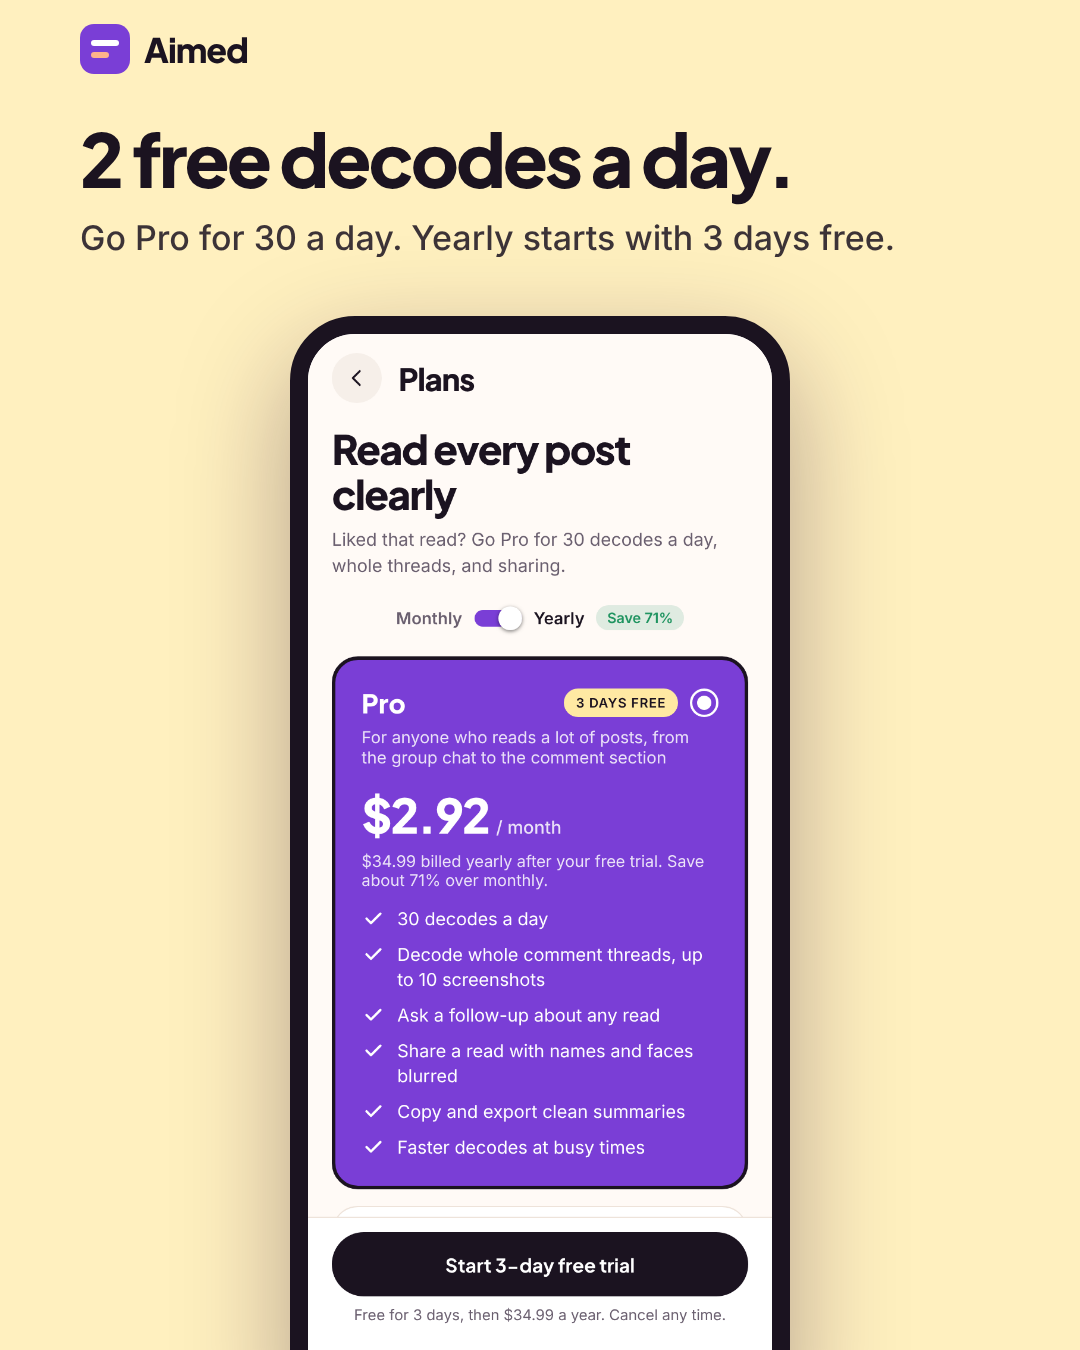 Aimed
2 free decodes a day.
Go Pro for 30 a day. Yearly starts with 3 days free.
Plans
Read every post
clearly
Liked that read? Go Pro for 30 decodes a day,
whole threads, and sharing.
Monthly Yearly Save 71%
Pro 3 DAYS FREE
For anyone who reads a lot of posts, from
the group chat to the comment section
$2.92 / month
$34.99 billed yearly after your free trial. Save
about 71% over monthly.
30 decodes a day
Decode whole comment threads, up
to 10 screenshots
Ask a follow-up about any read
Share a read with names and faces
blurred
Copy and export clean summaries
Faster decodes at busy times
Start 3-day free trial
Free for 3 days, then $34.99 a year. Cancel any time.